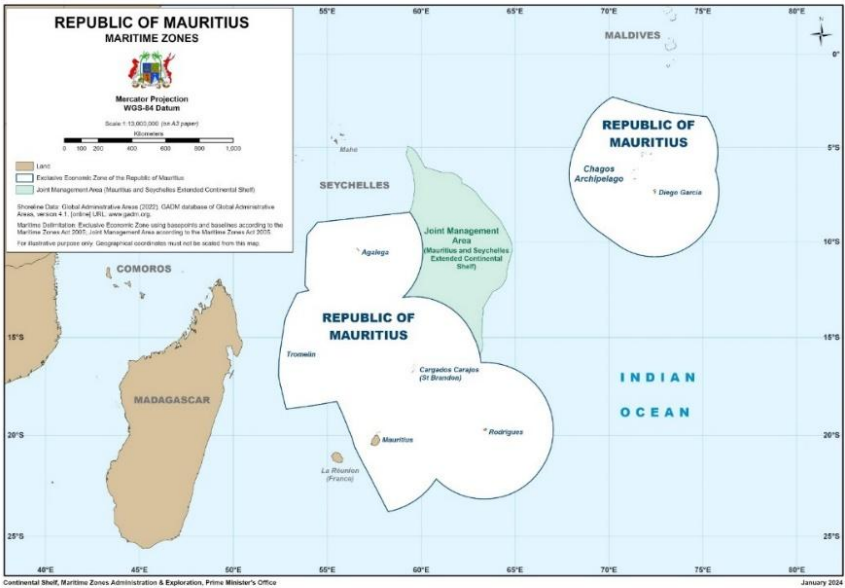 REPUBLIC OF MAURITIUS
MARITIME ZONES
Mercator Projection
WGS-84 Datum
Scale 1:13,000,000 (on A3 paper)
Kilometers
0 100 200 400 600 800 1,000
Land
Exclusive Economic Zone of the Republic of Mauritius
Joint Management Area (Mauritius and Seychelles Extended Continental Shelf)
Shoreline Data: Global Administrative Areas (2022). GADM database of Global Administrative
Areas, version 4.1. [online] URL: www.gadm.org.
Maritime Delimitation: Exclusive Economic Zone using basepoints and baselines according to the
Maritime Zones Act 2005; Joint Management Area according to the Maritime Zones Act 2005
For illustrative purpose only. Geographical coordinates must not be scaled from this map.
55°E 60°E 65°E 70°E 75°E 80°E
N
MALDIVES
0°
Mahe
SEYCHELLES
REPUBLIC OF
MAURITIUS
Chagos
Archipelago
Diego Garcia
5°S
Joint Management
Area
(Mauritius and Seychelles
Extended Continental
Shelf)
Agalega
10°S
COMOROS
REPUBLIC OF
MAURITIUS
15°S 15°S
Tromelin
Cargados Carajos
(St Brandon)
INDIAN
OCEAN
MADAGASCAR
Mauritius
Rodrigues
20°S 20°S
La Réunion
(France)
25°S 25°S
40°E 45°E 50°E 55°E 60°E 65°E 70°E 75°E 80°E
Continental Shelf, Maritime Zones Administration & Exploration, Prime Minister's Office
January 2024